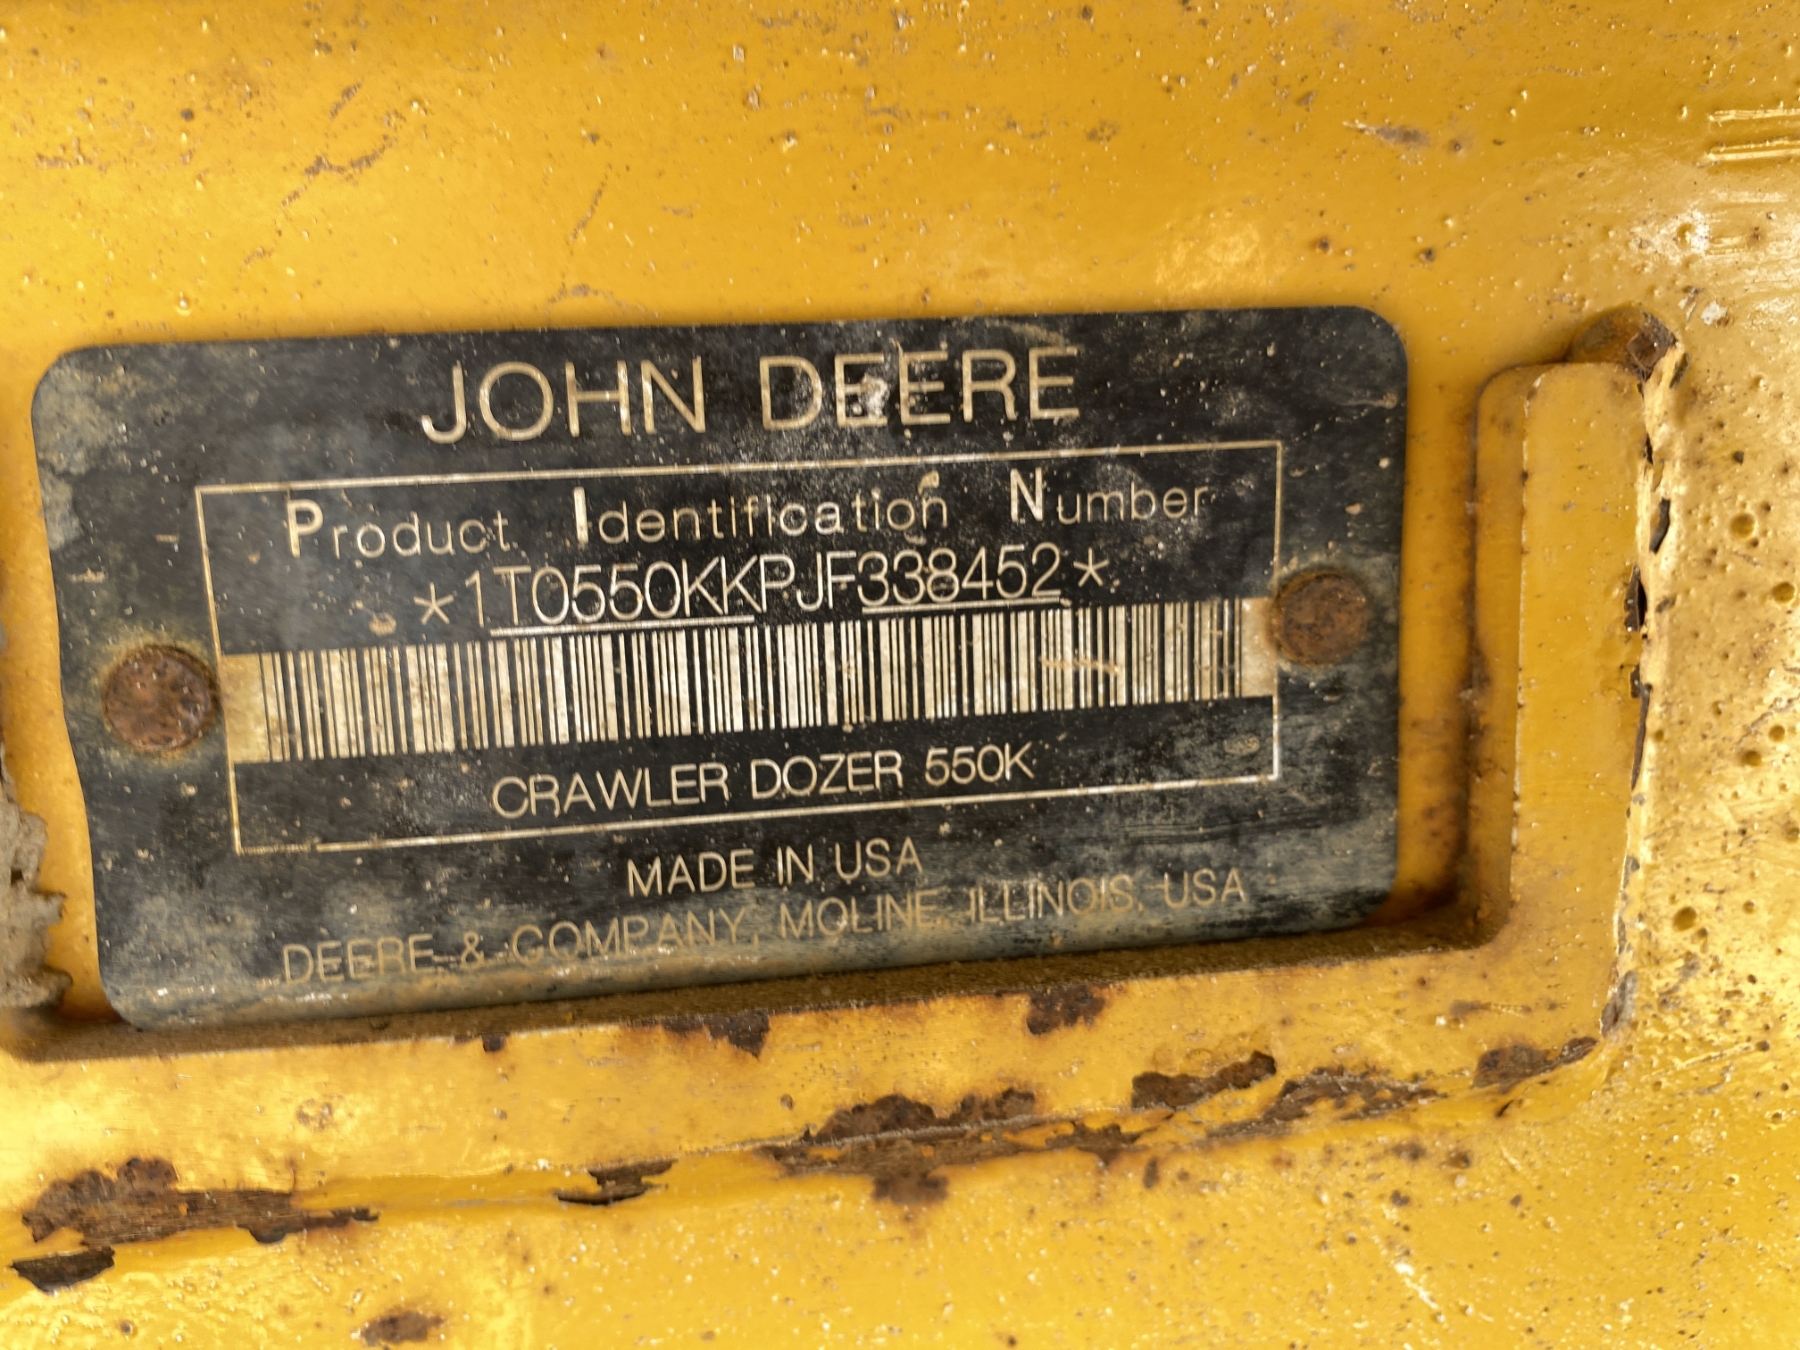 JOHN DEERE
Product Identification Number
*1T0550KKPJF338452*
CRAWLER DOZER 550K
MADE IN USA
DEERE & COMPANY, MOLINE, ILLINOIS, USA